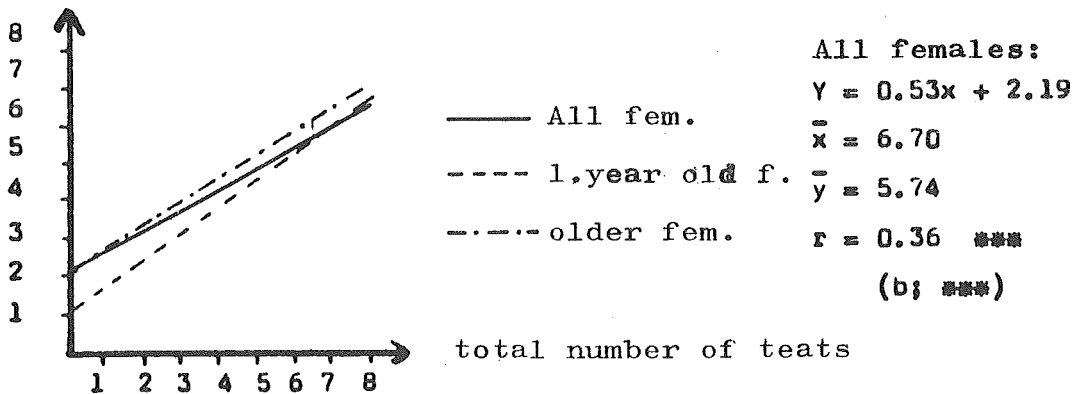 8
7
6
5
4
3
2
1
1 2 3 4 5 6 7 8
total number of teats
All fem.
1.year old f.
older fem.
All females:
Y = 0.53x + 2.19
x̄ = 6.70
ȳ = 5.74
r = 0.36 ***
(b; ***)